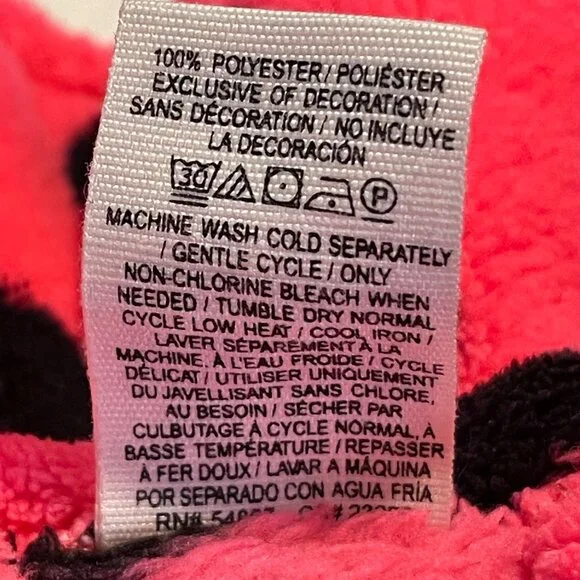 100% POLYESTER / POLIÉSTER
EXCLUSIVE OF DECORATION /
SANS DÉCORATION / NO INCLUYE
LA DECORACIÓN
30 P
MACHINE WASH COLD SEPARATELY
/ GENTLE CYCLE / ONLY
NON-CHLORINE BLEACH WHEN
NEEDED / TUMBLE DRY NORMAL
CYCLE LOW HEAT / COOL IRON /
LAVER SÉPAREMENT À LA
MACHINE, À L'EAU FROIDE / CYCLE
DÉLICAT / UTILISER UNIQUEMENT
DU JAVELLISANT SANS CHLORE,
AU BESOIN / SÉCHER PAR
CULBUTAGE À CYCLE NORMAL, À
BASSE TEMPÉRATURE / REPASSER
À FER DOUX / LAVAR A MÁQUINA
POR SEPARADO CON AGUA FRÍA
RN#